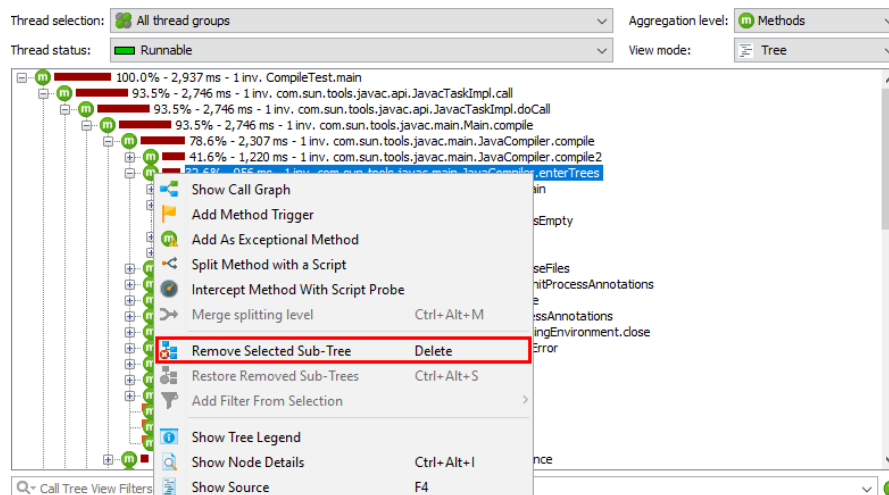 Thread selection: All thread groups Aggregation level: Methods
Thread status: Runnable View mode: Tree
100.0% - 2,937 ms - 1 inv. CompileTest.main
93.5% - 2,746 ms - 1 inv. com.sun.tools.javac.api.JavacTaskImpl.call
93.5% - 2,746 ms - 1 inv. com.sun.tools.javac.api.JavacTaskImpl.doCall
93.5% - 2,746 ms - 1 inv. com.sun.tools.javac.main.Main.compile
78.6% - 2,307 ms - 1 inv. com.sun.tools.javac.main.JavaCompiler.compile
41.6% - 1,220 ms - 1 inv. com.sun.tools.javac.main.JavaCompiler.compile2
32.6% - 956 ms - 1 inv. com.sun.tools.javac.main.JavaCompiler.enterTrees
Show Call Graph ain
Add Method Trigger
sEmpty
Add As Exceptional Method
Split Method with a Script seFiles
Intercept Method With Script Probe nitProcessAnnotations
e
Merge splitting level Ctrl+Alt+M essAnnotations
ingEnvironment.close
Remove Selected Sub-Tree Delete Error
Restore Removed Sub-Trees Ctrl+Alt+S
Add Filter From Selection
Show Tree Legend
Show Node Details Ctrl+Alt+I nce
Call Tree View Filters Show Source F4